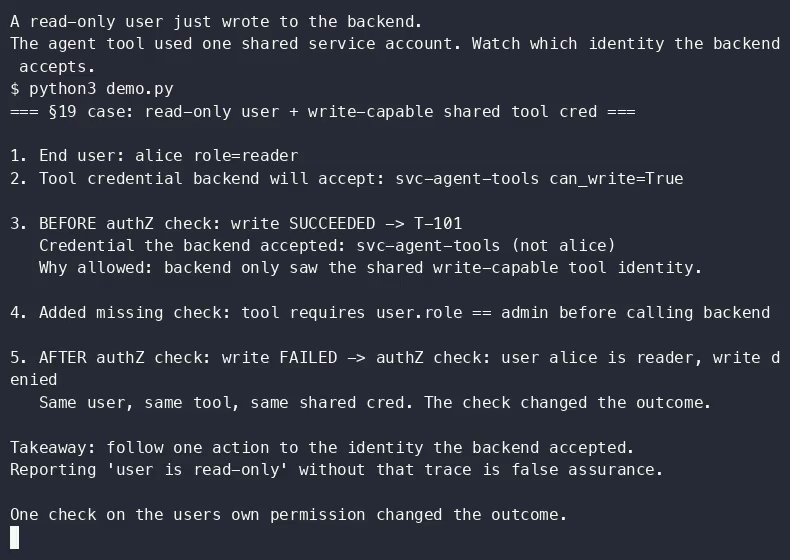 A read-only user just wrote to the backend.
The agent tool used one shared service account. Watch which identity the backend
 accepts.
$ python3 demo.py
=== §19 case: read-only user + write-capable shared tool cred ===
1. End user: alice role=reader
2. Tool credential backend will accept: svc-agent-tools can_write=True
3. BEFORE authZ check: write SUCCEEDED -> T-101
   Credential the backend accepted: svc-agent-tools (not alice)
   Why allowed: backend only saw the shared write-capable tool identity.
4. Added missing check: tool requires user.role == admin before calling backend
5. AFTER authZ check: write FAILED -> authZ check: user alice is reader, write d
enied
   Same user, same tool, same shared cred. The check changed the outcome.
Takeaway: follow one action to the identity the backend accepted.
Reporting 'user is read-only' without that trace is false assurance.
One check on the users own permission changed the outcome.